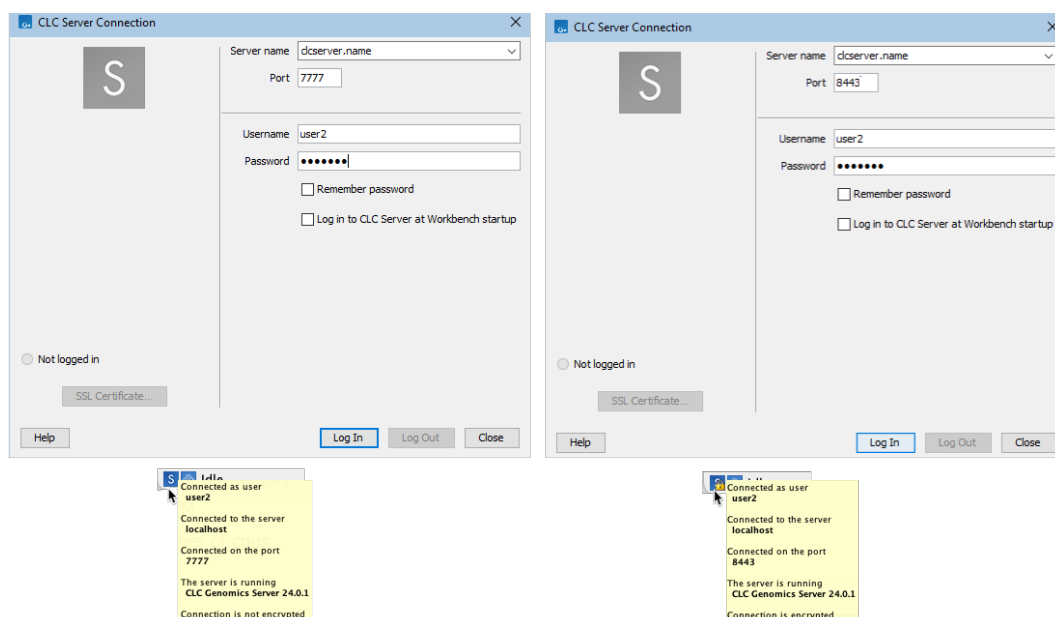 CLC Server Connection
S
Server name clcserver.name
Port 7777
Username user2
Password •••••••
Remember password
Log in to CLC Server at Workbench startup
Not logged in
SSL Certificate...
Help
Log In
Log Out
Close
S Idle
Connected as user
user2
Connected to the server
localhost
Connected on the port
7777
The server is running
CLC Genomics Server 24.0.1
Connection is not encrypted
CLC Server Connection
S
Server name clcserver.name
Port 8443
Username user2
Password •••••••
Remember password
Log in to CLC Server at Workbench startup
Not logged in
SSL Certificate...
Help
Log In
Log Out
Close
Connected as user
user2
Connected to the server
localhost
Connected on the port
8443
The server is running
CLC Genomics Server 24.0.1
Connection is encrypted